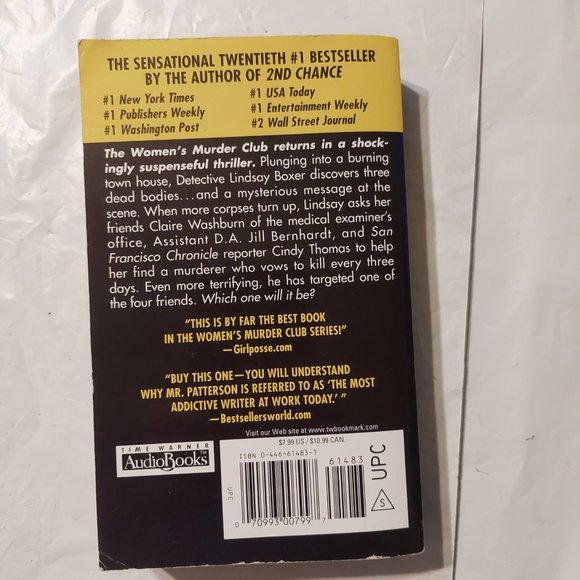 THE SENSATIONAL TWENTIETH #1 BESTSELLER
BY THE AUTHOR OF 2ND CHANCE
#1 New York Times
#1 Publishers Weekly
#1 Washington Post
#1 USA Today
#1 Entertainment Weekly
#2 Wall Street Journal
The Women's Murder Club returns in a shock-
ingly suspenseful thriller. Plunging into a burning
town house, Detective Lindsay Boxer discovers three
dead bodies...and a mysterious message at the
scene. When more corpses turn up, Lindsay asks her
friends Claire Washburn of the medical examiner's
office, Assistant D.A. Jill Bernhardt, and San
Francisco Chronicle reporter Cindy Thomas to help
her find a murderer who vows to kill every three
days. Even more terrifying, he has targeted one of
the four friends. Which one will it be?
"THIS IS BY FAR THE BEST BOOK
IN THE WOMEN'S MURDER CLUB SERIES!"
—Girlposse.com
"BUY THIS ONE—YOU WILL UNDERSTAND
WHY MR. PATTERSON IS REFERRED TO AS 'THE MOST
ADDICTIVE WRITER AT WORK TODAY.' "
—Bestsellersworld.com
Visit our Web site at www.twbookmark.com
TIME WARNER
AudioBooks™
$7.99 US / $10.99 CAN.
ISBN 0-446-61483-1
61483
UPC
0 70993 00799 7
UPC
S